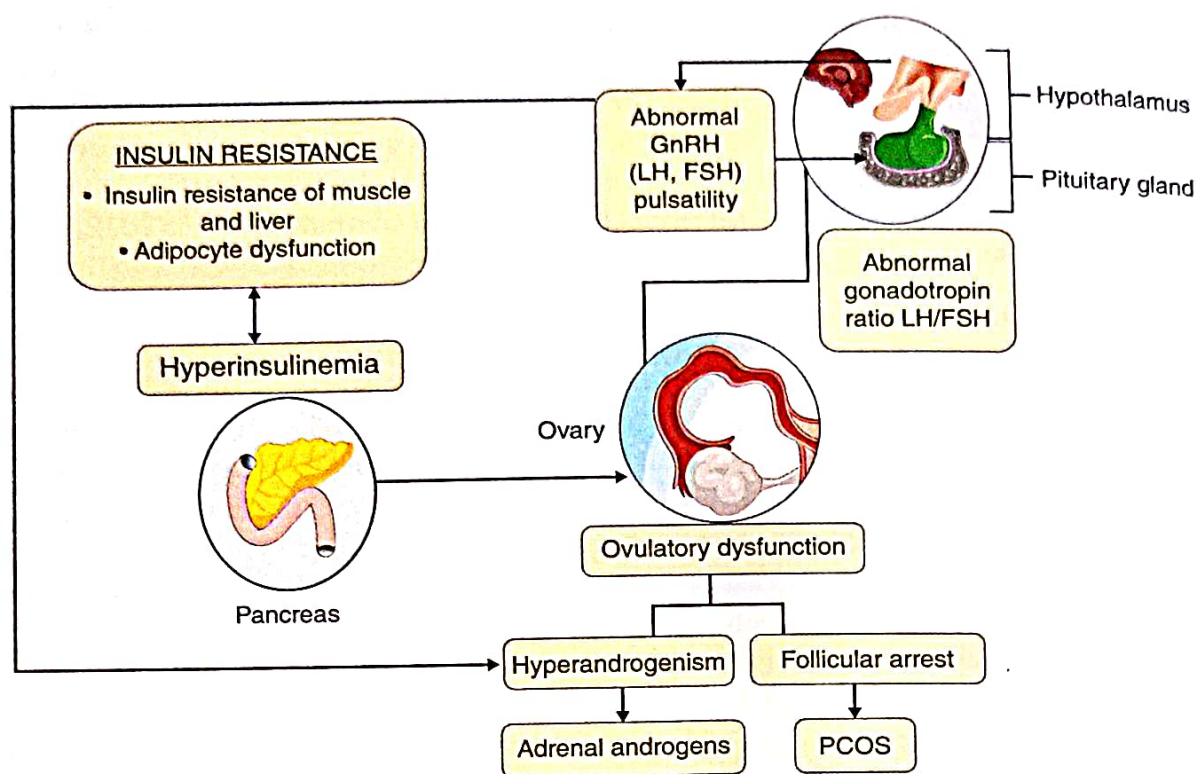 Abnormal
GnRH
(LH, FSH)
pulsatility
Hypothalamus
Pituitary gland
INSULIN RESISTANCE
• Insulin resistance of muscle
and liver
• Adipocyte dysfunction
Abnormal
gonadotropin
ratio LH/FSH
Hyperinsulinemia
Ovary
Pancreas
Ovulatory dysfunction
Hyperandrogenism
Follicular arrest
Adrenal androgens
PCOS